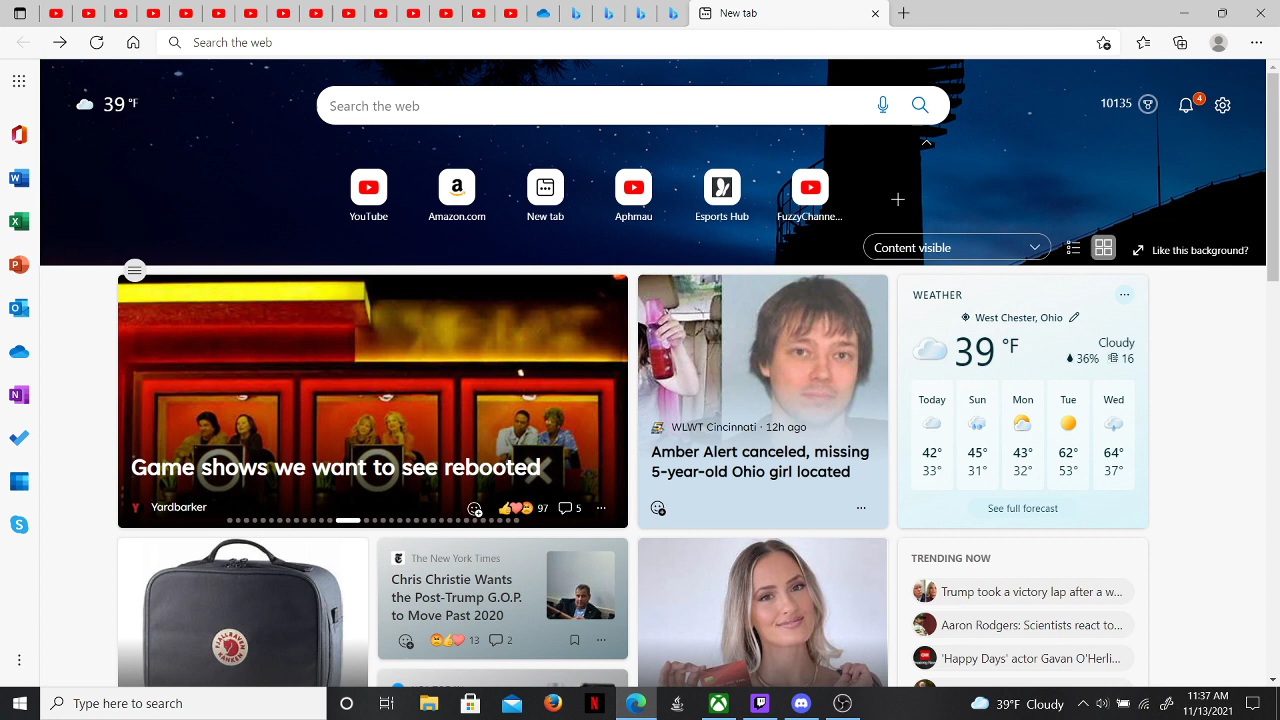 New tab
Search the web
39 °F
Search the web
10135
4
YouTube
Amazon.com
New tab
Aphmau
Esports Hub
FuzzyChanne...
Content visible
Like this background?
Game shows we want to see rebooted
Yardbarker
97
5
WLWT Cincinnati · 12h ago
Amber Alert canceled, missing
5-year-old Ohio girl located
WEATHER
West Chester, Ohio
39 °F
Cloudy
36% 16
Today Sun Mon Tue Wed
42° 45° 43° 62° 64°
33° 31° 32° 53° 37°
See full forecast
FJÄLLRÄVEN
KÅNKEN
The New York Times
Chris Christie Wants
the Post-Trump G.O.P.
to Move Past 2020
13
2
TRENDING NOW
Trump took a victory lap after a w...
Aaron Rodgers: Scientists react to...
'Happy Days' actor Gavan O'Herli...
Type here to search
39°F Cloudy
11:37 AM
11/13/2021